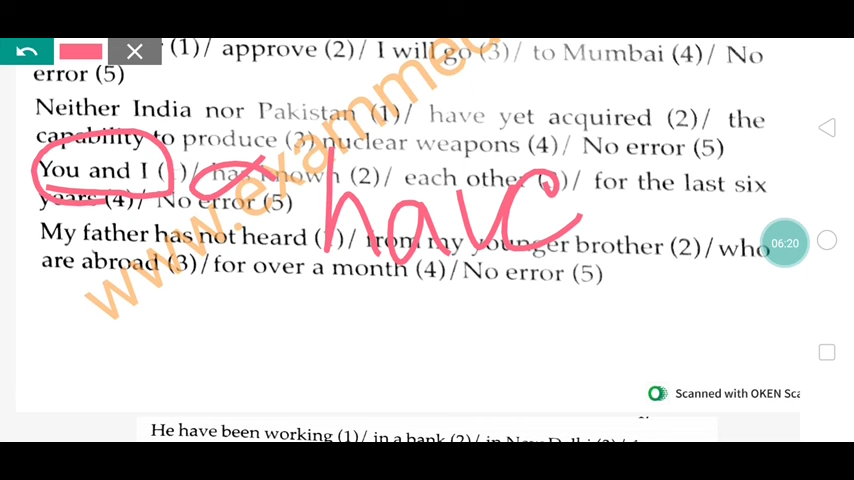 (1)/ approve (2)/ I will go (3)/ to Mumbai (4)/ No
error (5)
Neither India nor Pakistan (1)/ have yet acquired (2)/ the
capability to produce (3) nuclear weapons (4)/ No error (5)
You and I (1)/ has known (2)/ each other (3)/ for the last six
years (4)/ No error (5)
have
My father has not heard (1)/ from my younger brother (2)/ who
are abroad (3)/ for over a month (4)/ No error (5)
06:20
Scanned with OKEN Sca
He have been working (1)/ in a bank (2)/ in New Delhi (3)/
www.exammed